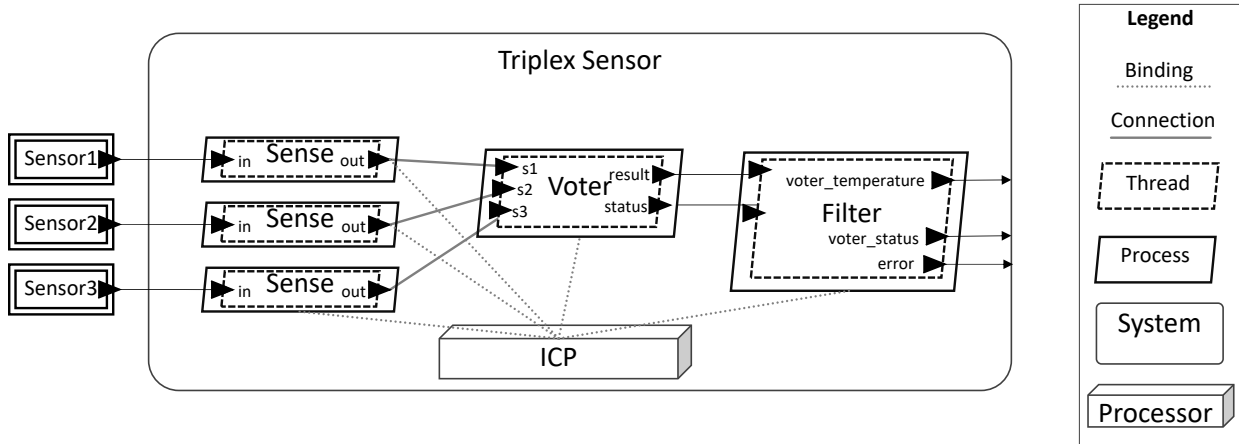 Triplex Sensor
Sensor1
in Sense out
Sensor2
in Sense out
Sensor3
in Sense out
s1
s2
s3
Voter
result
status
Filter
voter_temperature
voter_status
error
ICP
Legend
Binding
Connection
Thread
Process
System
Processor